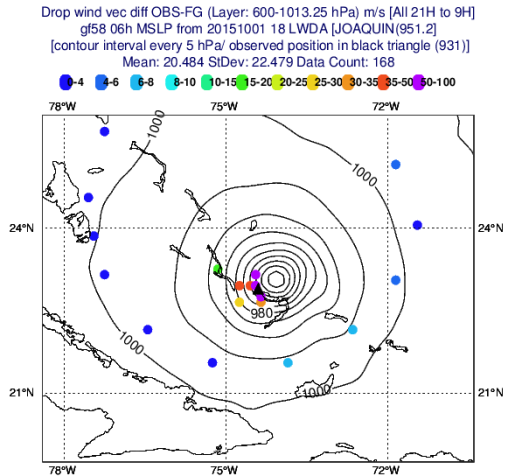 Drop wind vec diff OBS-FG (Layer: 600-1013.25 hPa) m/s [All 21H to 9H]
gf58 06h MSLP from 20151001 18 LWDA [JOAQUIN(951.2]
[contour interval every 5 hPa/ observed position in black triangle (931)]
Mean: 20.484 StDev: 22.479 Data Count: 168
0-4 4-6 6-8 8-10 10-15 15-20 20-25 25-30 30-35 35-50 50-100
78°W 75°W 72°W
1000
1000
24°N 24°N
980
1000
21°N 1000 21°N
78°W 75°W 72°W